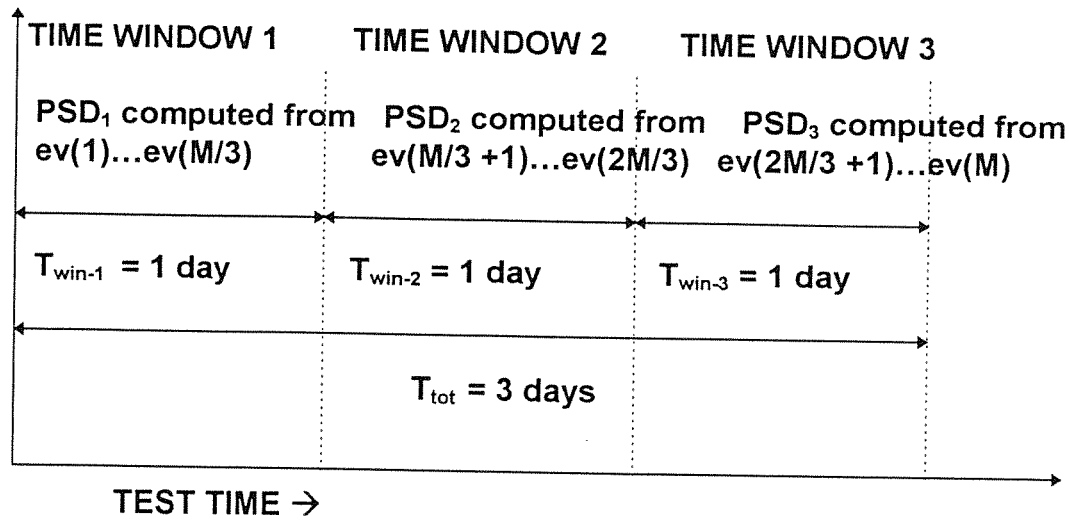 TIME WINDOW 1
TIME WINDOW 2
TIME WINDOW 3
PSD₁ computed from
ev(1)...ev(M/3)
PSD₂ computed from
ev(M/3 +1)...ev(2M/3)
PSD₃ computed from
ev(2M/3 +1)...ev(M)
Twin-1 = 1 day
Twin-2 = 1 day
Twin-3 = 1 day
Ttot = 3 days
TEST TIME →